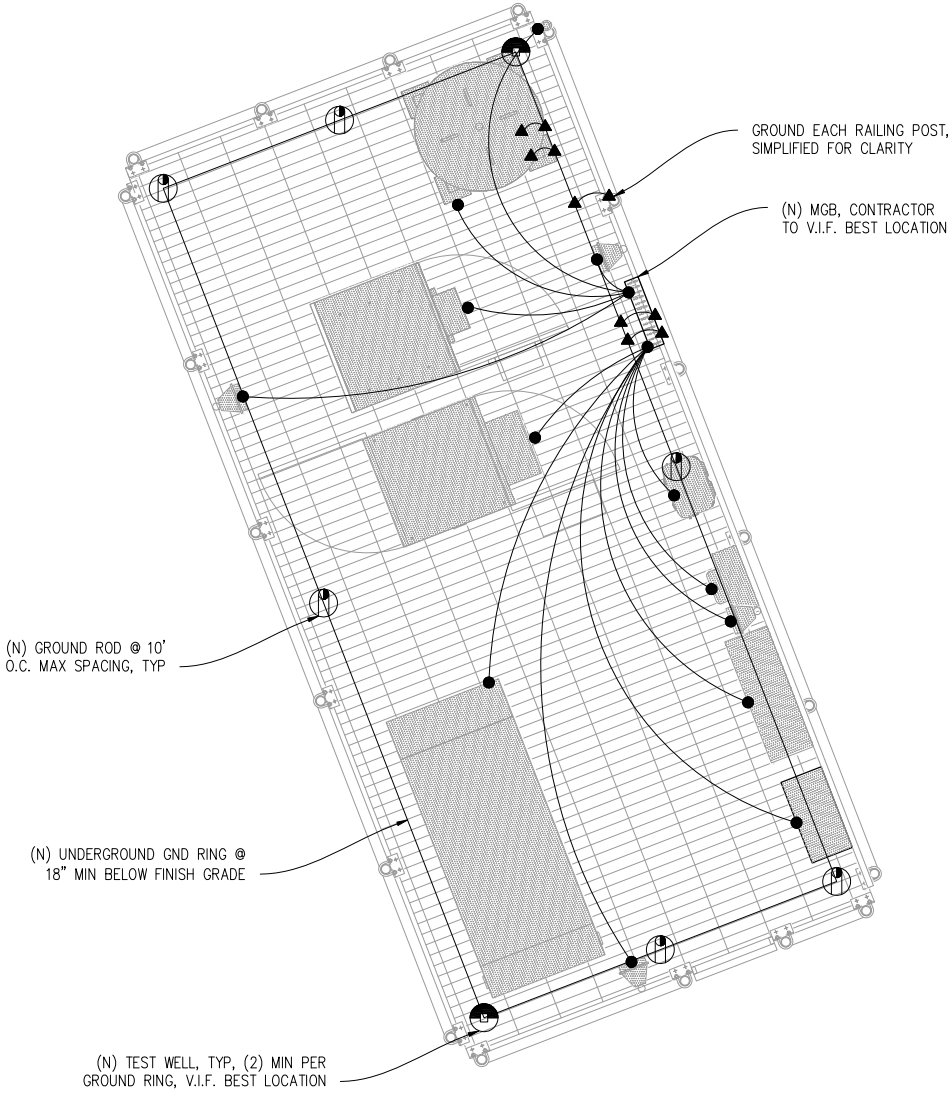 GROUND EACH RAILING POST,
SIMPLIFIED FOR CLARITY
(N) MGB, CONTRACTOR
TO V.I.F. BEST LOCATION
(N) GROUND ROD @ 10'
O.C. MAX SPACING, TYP
(N) UNDERGROUND GND RING @
18" MIN BELOW FINISH GRADE
(N) TEST WELL, TYP, (2) MIN PER
GROUND RING, V.I.F. BEST LOCATION